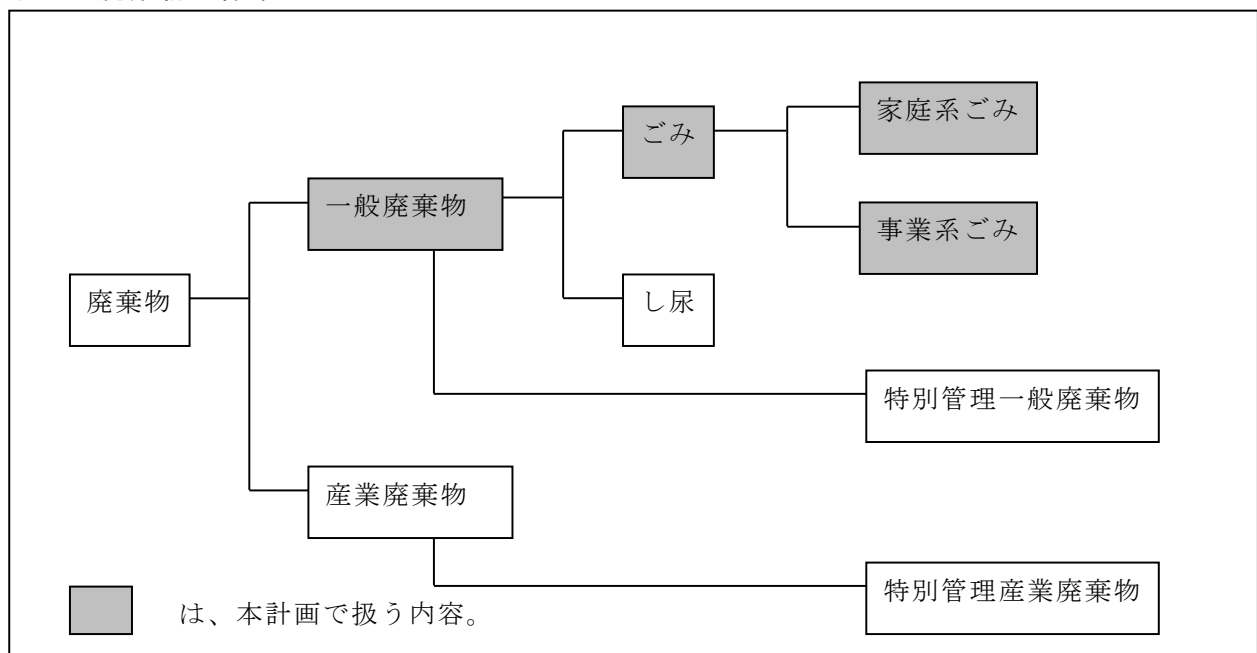 家庭系ごみ
ごみ
一般廃棄物
事業系ごみ
廃棄物
し尿
特別管理一般廃棄物
産業廃棄物
特別管理産業廃棄物
は、本計画で扱う内容。